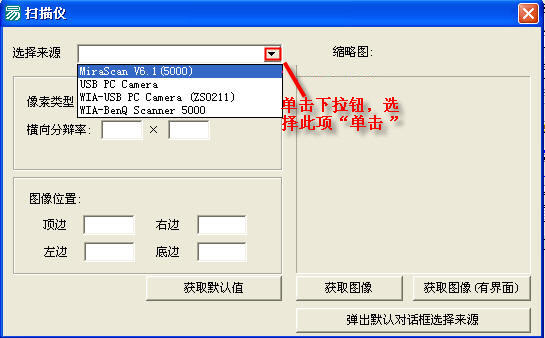 扫描仪
选择来源
缩略图:
MiraScan V6.1(5000)
USB PC Camera
WIA-USB PC Camera (ZS0211)
WIA-BenQ Scanner 5000
单击下拉钮，选
择此项“单击 ”
像素类型
横向分辩率: ×
图像位置:
顶边 右边
左边 底边
获取默认值 获取图像 获取图像(有界面)
弹出默认对话框选择来源